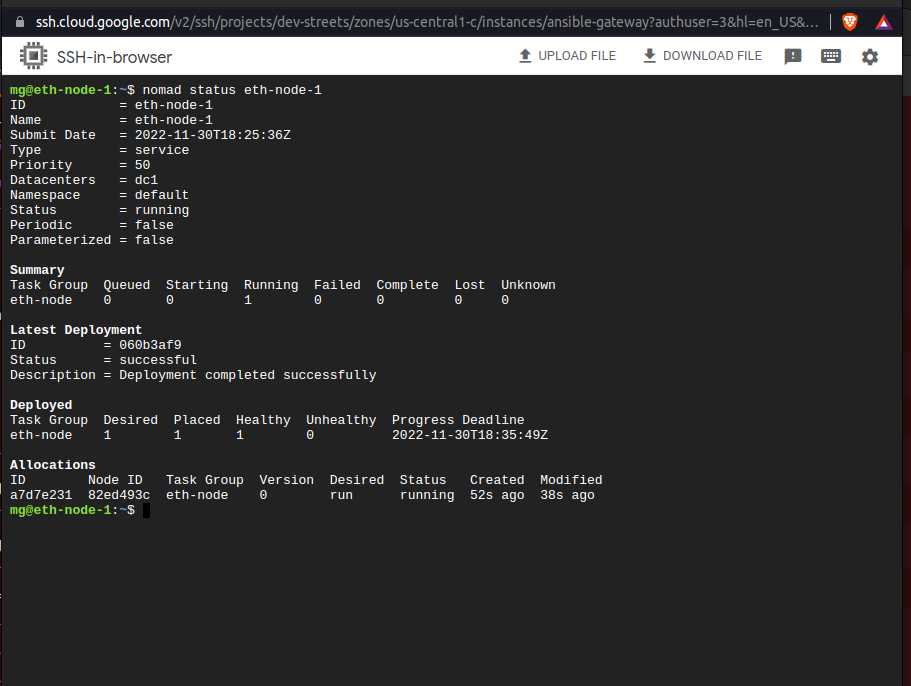 ssh.cloud.google.com/v2/ssh/projects/dev-streets/zones/us-central1-c/instances/ansible-gateway?authuser=3&hl=en_US&…
SSH-in-browser
UPLOAD FILE
DOWNLOAD FILE
mg@eth-node-1:~$ nomad status eth-node-1
ID            = eth-node-1
Name          = eth-node-1
Submit Date   = 2022-11-30T18:25:36Z
Type          = service
Priority      = 50
Datacenters   = dc1
Namespace     = default
Status        = running
Periodic      = false
Parameterized = false
Summary
Task Group  Queued  Starting  Running  Failed  Complete  Lost  Unknown
eth-node    0       0         1        0       0         0     0
Latest Deployment
ID          = 060b3af9
Status      = successful
Description = Deployment completed successfully
Deployed
Task Group  Desired  Placed  Healthy  Unhealthy  Progress Deadline
eth-node    1        1       1        0          2022-11-30T18:35:49Z
Allocations
ID        Node ID   Task Group  Version  Desired  Status   Created  Modified
a7d7e231  82ed493c  eth-node    0        run      running  52s ago  38s ago
mg@eth-node-1:~$